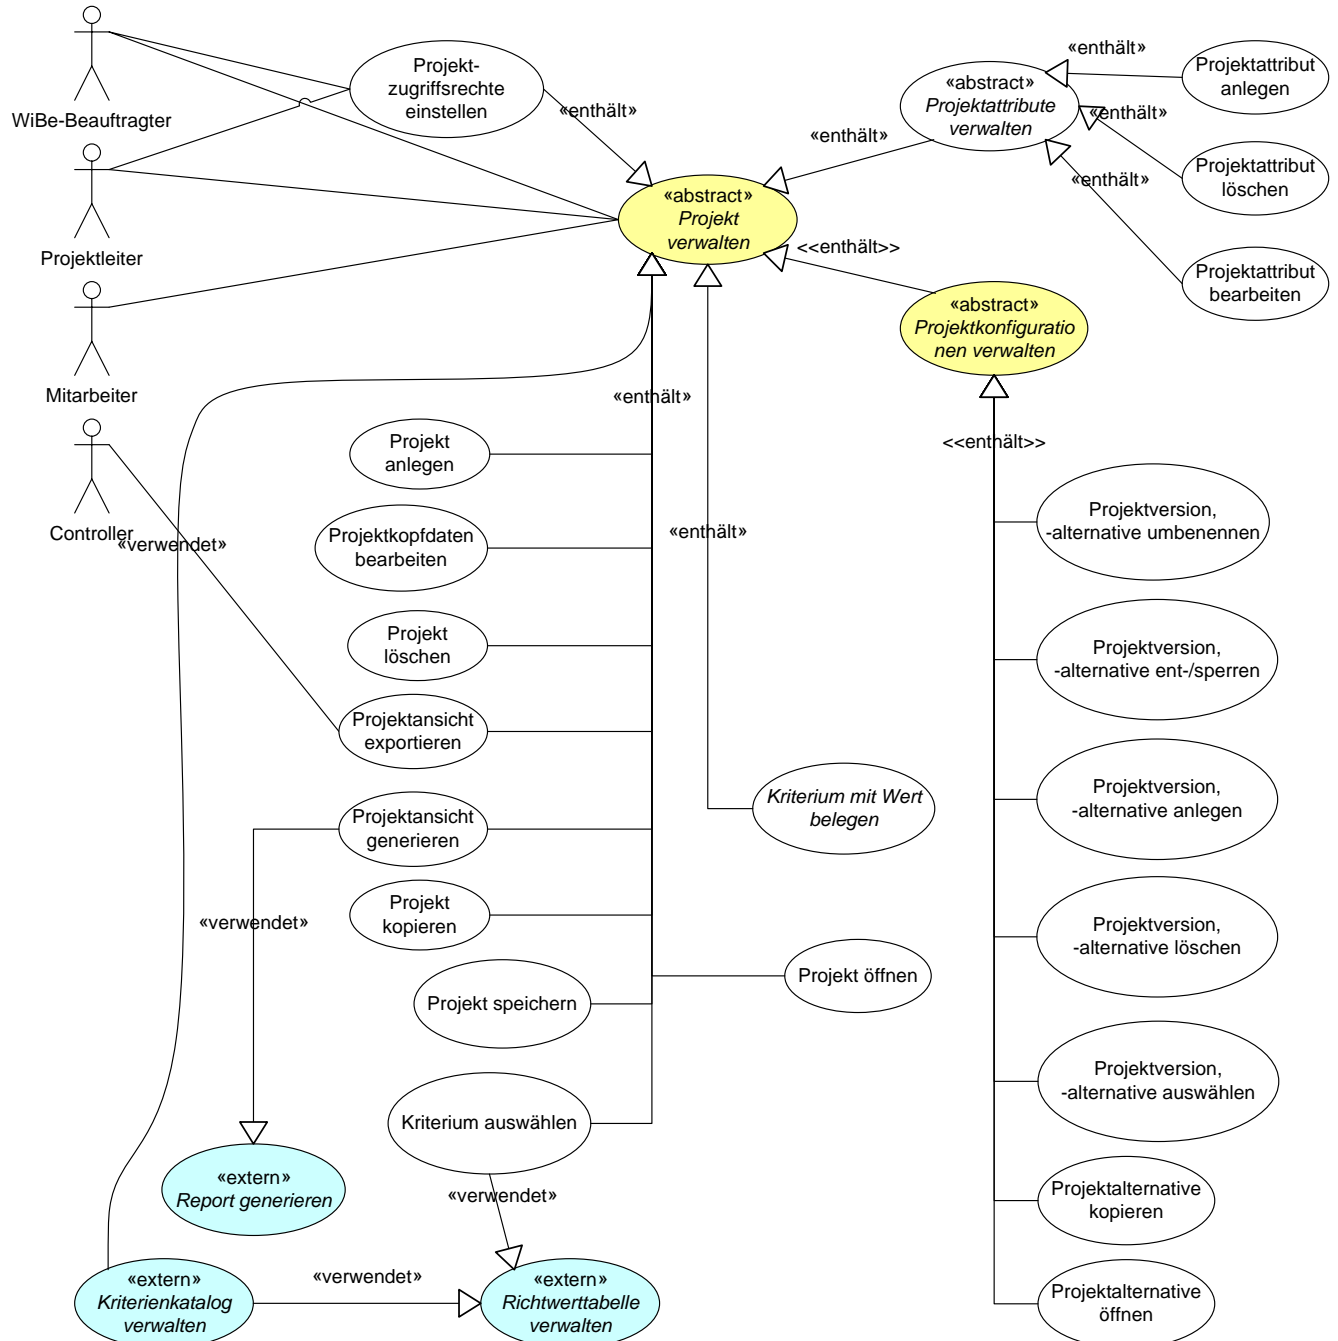 WiBe-Beauftragter
Projekt-
zugriffsrechte
einstellen
«enthält»
«abstract»
Projektattribute
verwalten
«enthält»
Projektattribut
anlegen
«enthält»
«enthält»
Projektattribut
löschen
«enthält»
Projektattribut
bearbeiten
Projektleiter
«abstract»
Projekt
verwalten
<<enthält>>
«abstract»
Projektkonfiguratio
nen verwalten
Mitarbeiter
«enthält»
<<enthält>>
Controller
«verwendet»
Projekt
anlegen
Projektkopfdaten
bearbeiten
«enthält»
Projekt
löschen
Projektansicht
exportieren
Projektansicht
generieren
Kriterium mit Wert
belegen
Projekt
kopieren
«verwendet»
Projekt speichern
Projekt öffnen
Kriterium auswählen
«verwendet»
«extern»
Report generieren
«extern»
Kriterienkatalog
verwalten
«verwendet»
«extern»
Richtwerttabelle
verwalten
Projektversion,
-alternative umbenennen
Projektversion,
-alternative ent-/sperren
Projektversion,
-alternative anlegen
Projektversion,
-alternative löschen
Projektversion,
-alternative auswählen
Projektalternative
kopieren
Projektalternative
öffnen